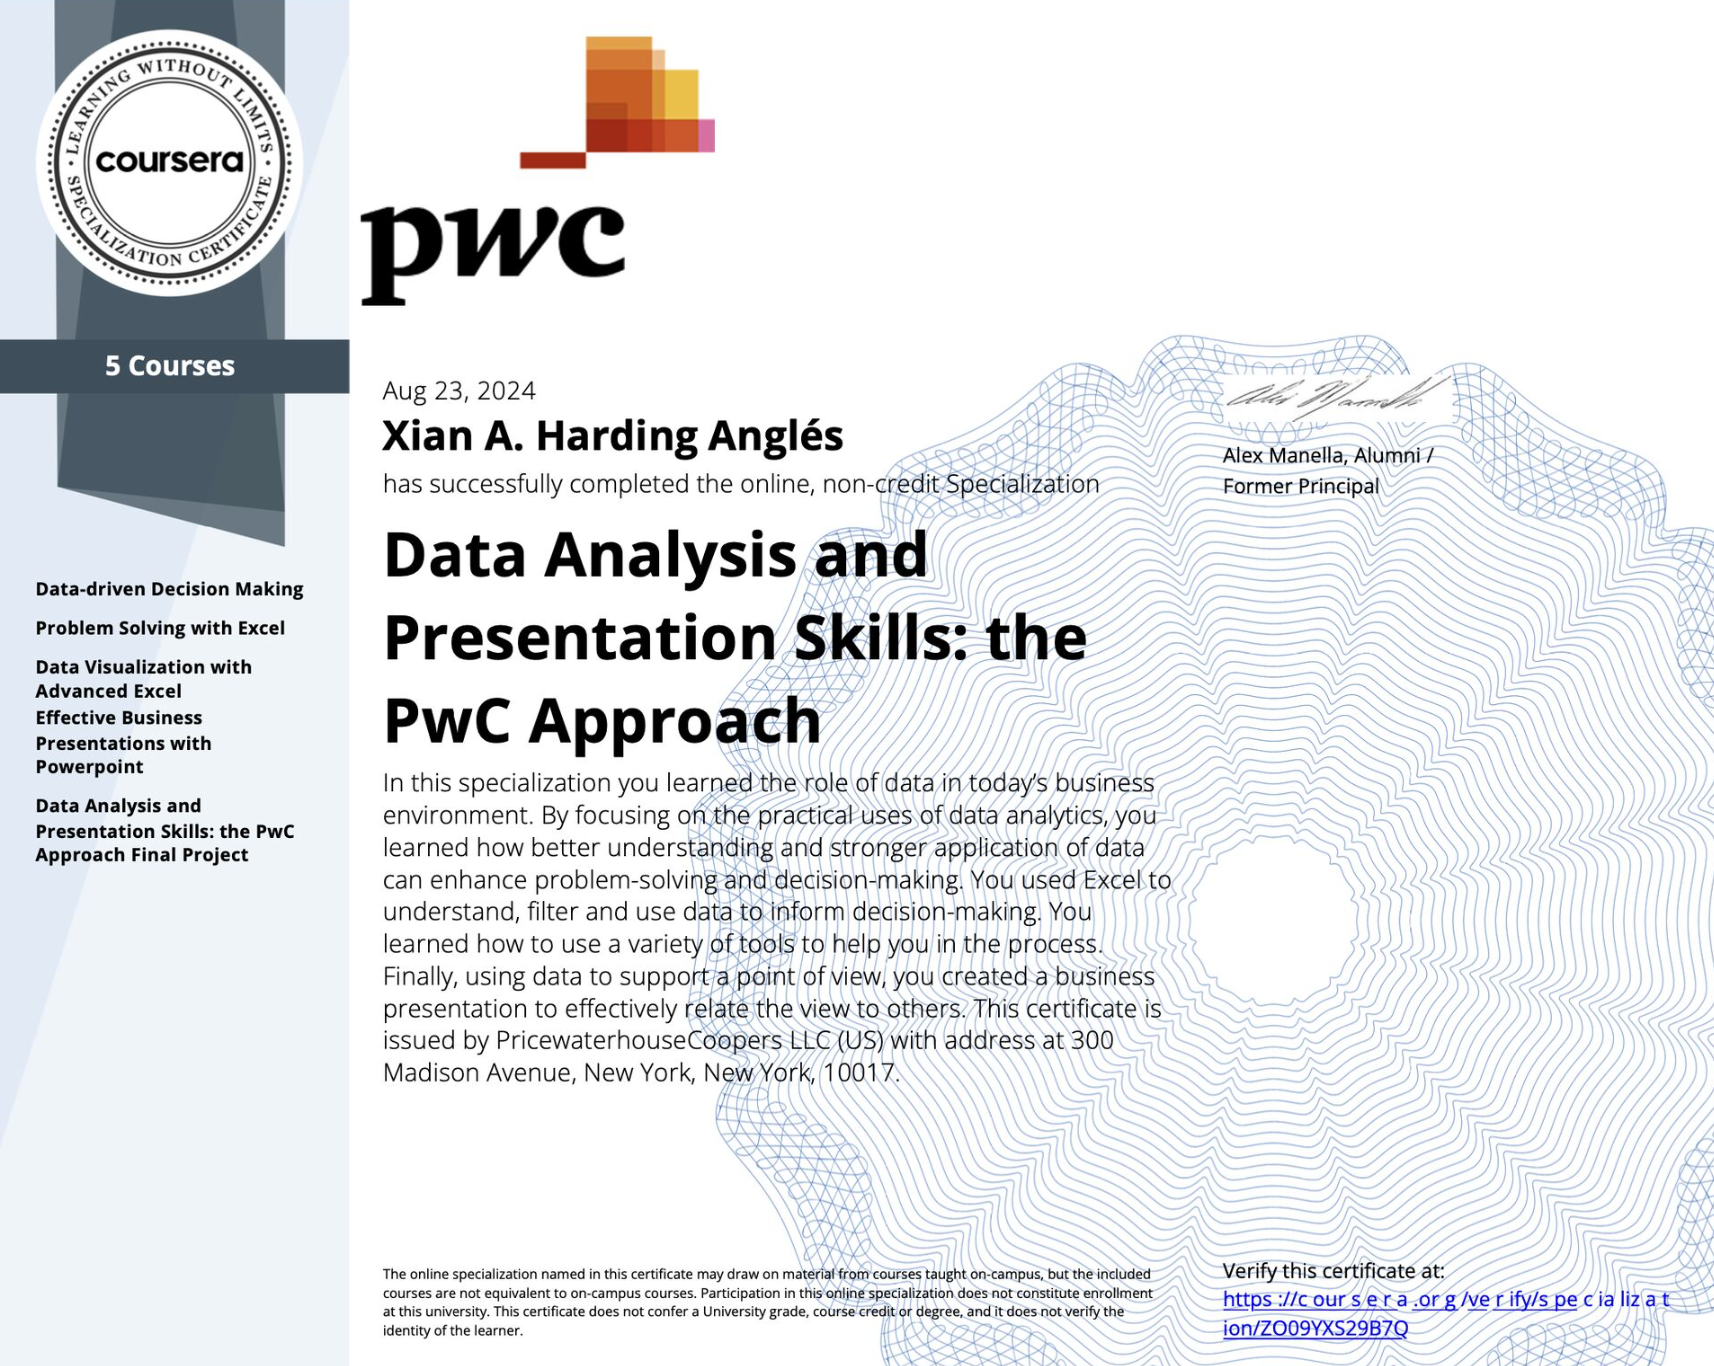 LEARNING WITHOUT LIMITS
coursera
SPECIALIZATION CERTIFICATE
5 Courses
Data-driven Decision Making
Problem Solving with Excel
Data Visualization with
Advanced Excel
Effective Business
Presentations with
Powerpoint
Data Analysis and
Presentation Skills: the PwC
Approach Final Project
pwc
Aug 23, 2024
Xian A. Harding Anglés
has successfully completed the online, non-credit Specialization
Data Analysis and
Presentation Skills: the
PwC Approach
In this specialization you learned the role of data in today’s business
environment. By focusing on the practical uses of data analytics, you
learned how better understanding and stronger application of data
can enhance problem-solving and decision-making. You used Excel to
understand, filter and use data to inform decision-making. You
learned how to use a variety of tools to help you in the process.
Finally, using data to support a point of view, you created a business
presentation to effectively relate the view to others. This certificate is
issued by PricewaterhouseCoopers LLC (US) with address at 300
Madison Avenue, New York, New York, 10017.
Alex Manella
Alex Manella, Alumni /
Former Principal
The online specialization named in this certificate may draw on material from courses taught on-campus, but the included
courses are not equivalent to on-campus courses. Participation in this online specialization does not constitute enrollment
at this university. This certificate does not confer a University grade, course credit or degree, and it does not verify the
identity of the learner.
Verify this certificate at:
https://coursera.org/verify/specializat
ion/ZO09YXS29B7Q